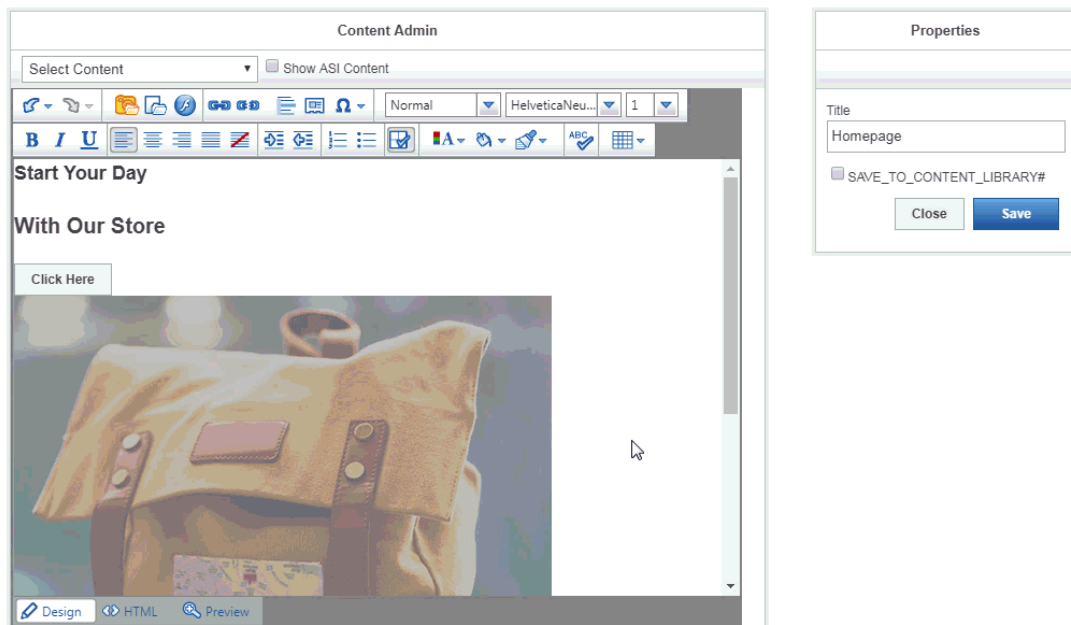 Content Admin
Select Content
Show ASI Content
Normal
HelveticaNeu...
1
B I U
A
ABC
Start Your Day
With Our Store
Click Here
Design
HTML
Preview
Properties
Title
Homepage
SAVE_TO_CONTENT_LIBRARY#
Close
Save